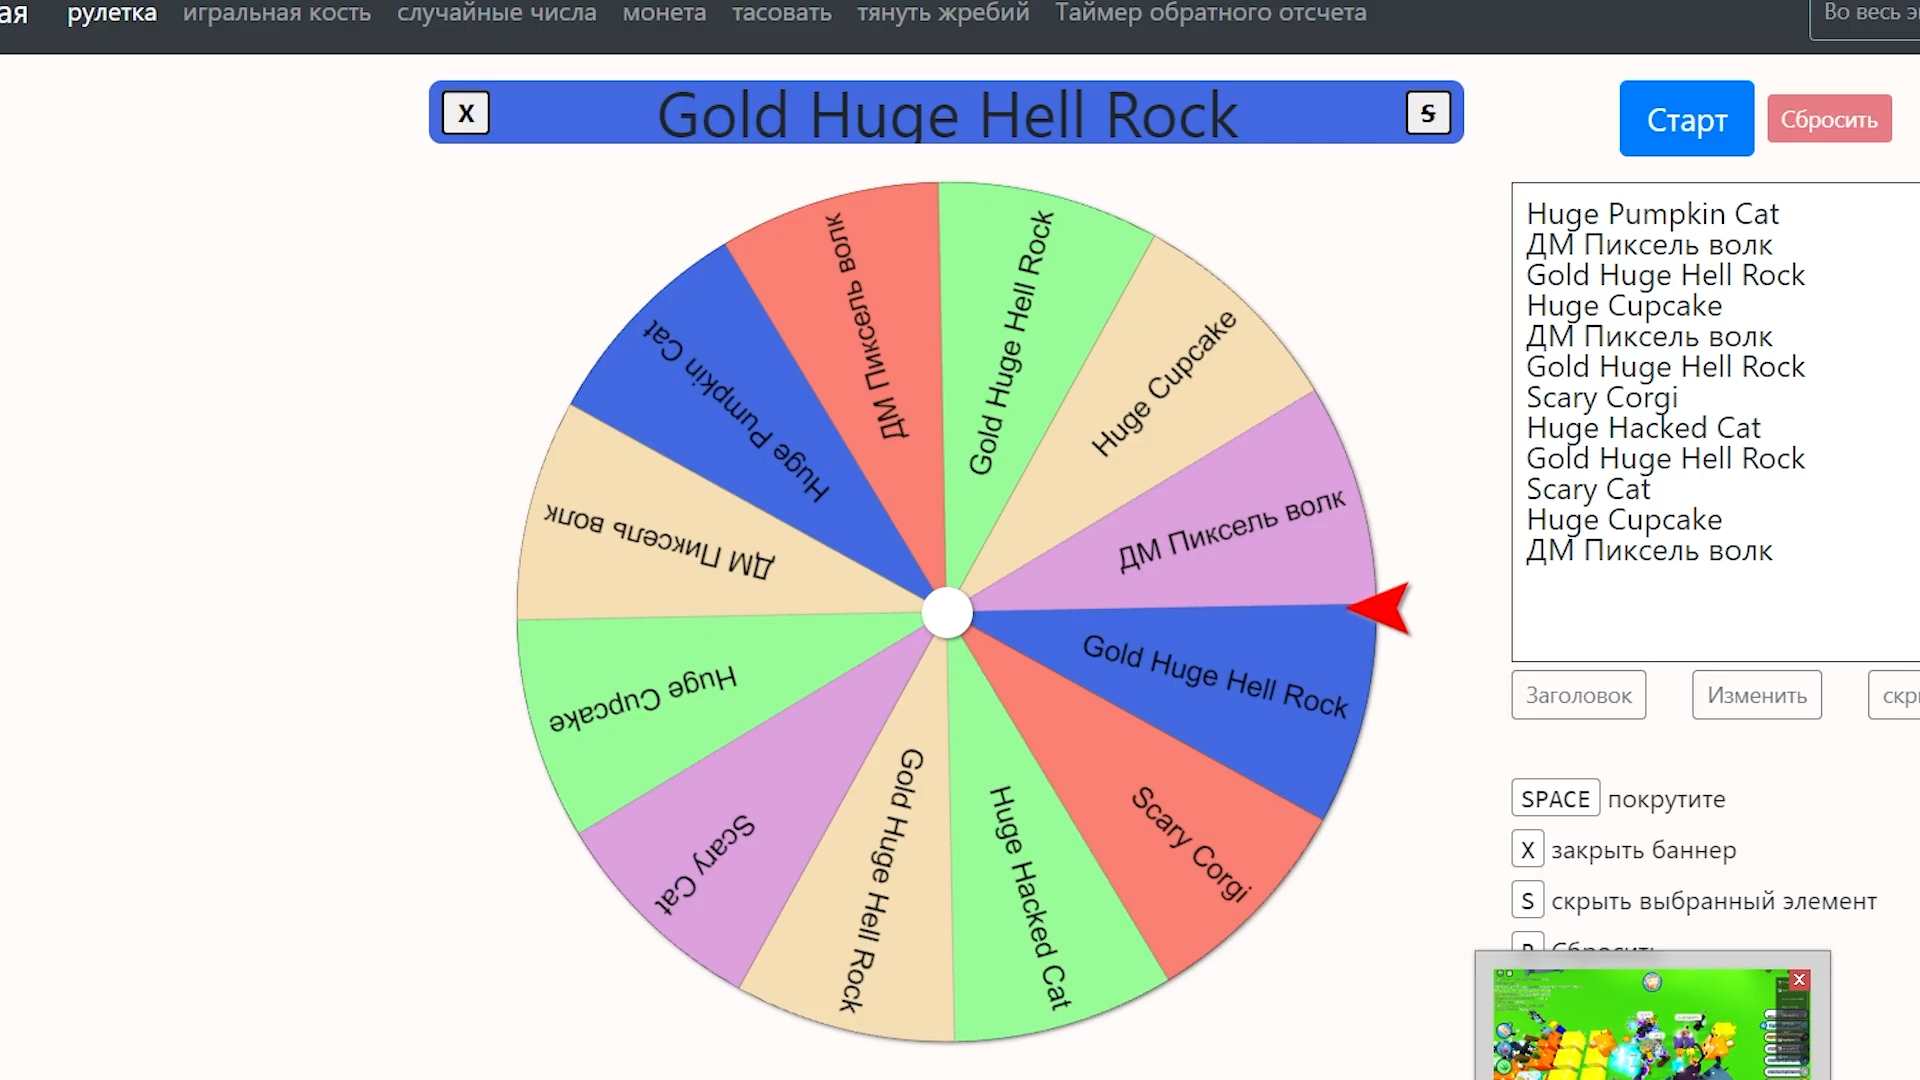 ая рулетка игральная кость случайные числа монета тасовать тянуть жребий Таймер обратного отсчета Во весь э
X Gold Huge Hell Rock S
Старт Сбросить
ДМ Пиксель волк
Gold Huge Hell Rock
Huge Cupcake
ДМ Пиксель волк
Gold Huge Hell Rock
Scary Corgi
Huge Hacked Cat
Gold Huge Hell Rock
Scary Cat
Huge Cupcake
ДМ Пиксель волк
Huge Pumpkin Cat
Huge Pumpkin Cat
ДМ Пиксель волк
Gold Huge Hell Rock
Huge Cupcake
ДМ Пиксель волк
Gold Huge Hell Rock
Scary Corgi
Huge Hacked Cat
Gold Huge Hell Rock
Scary Cat
Huge Cupcake
ДМ Пиксель волк
Заголовок Изменить скр
SPACE покрутите
X закрыть баннер
S скрыть выбранный элемент
Сбросить